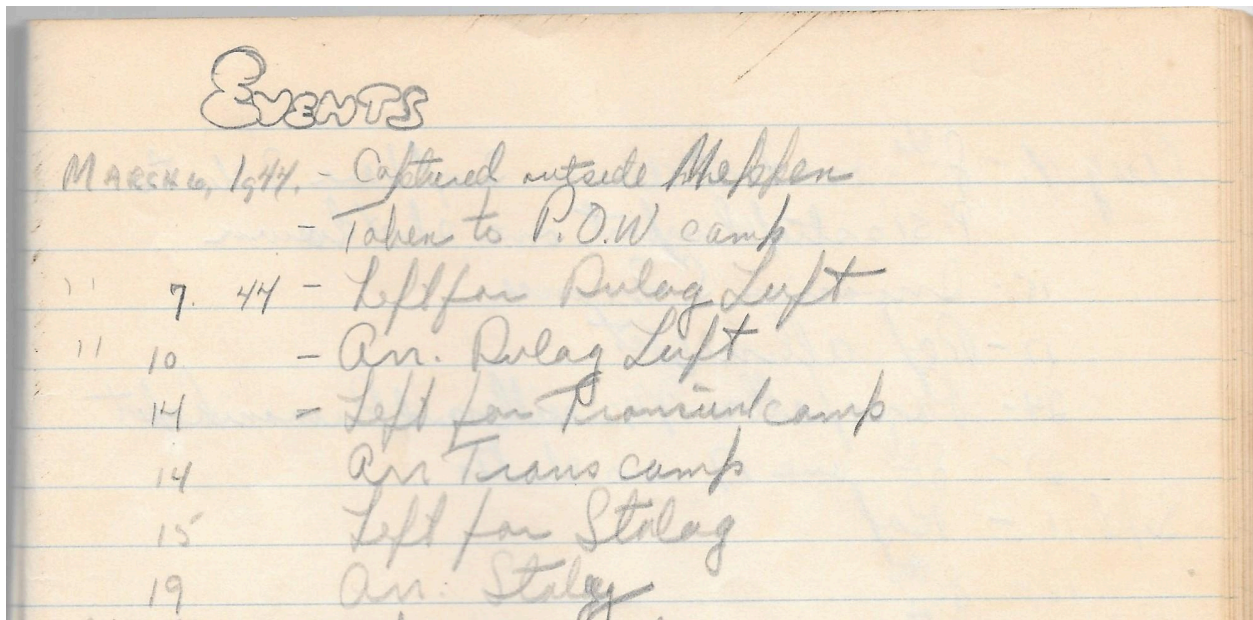 EVENTS
MARCH 6, 1944. - Captured outside Meppen
- Taken to P.O.W camp
" 7. 44 - Left for Dulag Luft
" 10 - Arr. Dulag Luft
14 - Left for Transient camp
14 Arr Trans camp
15 Left for Stalag
19 Arr. Stalag